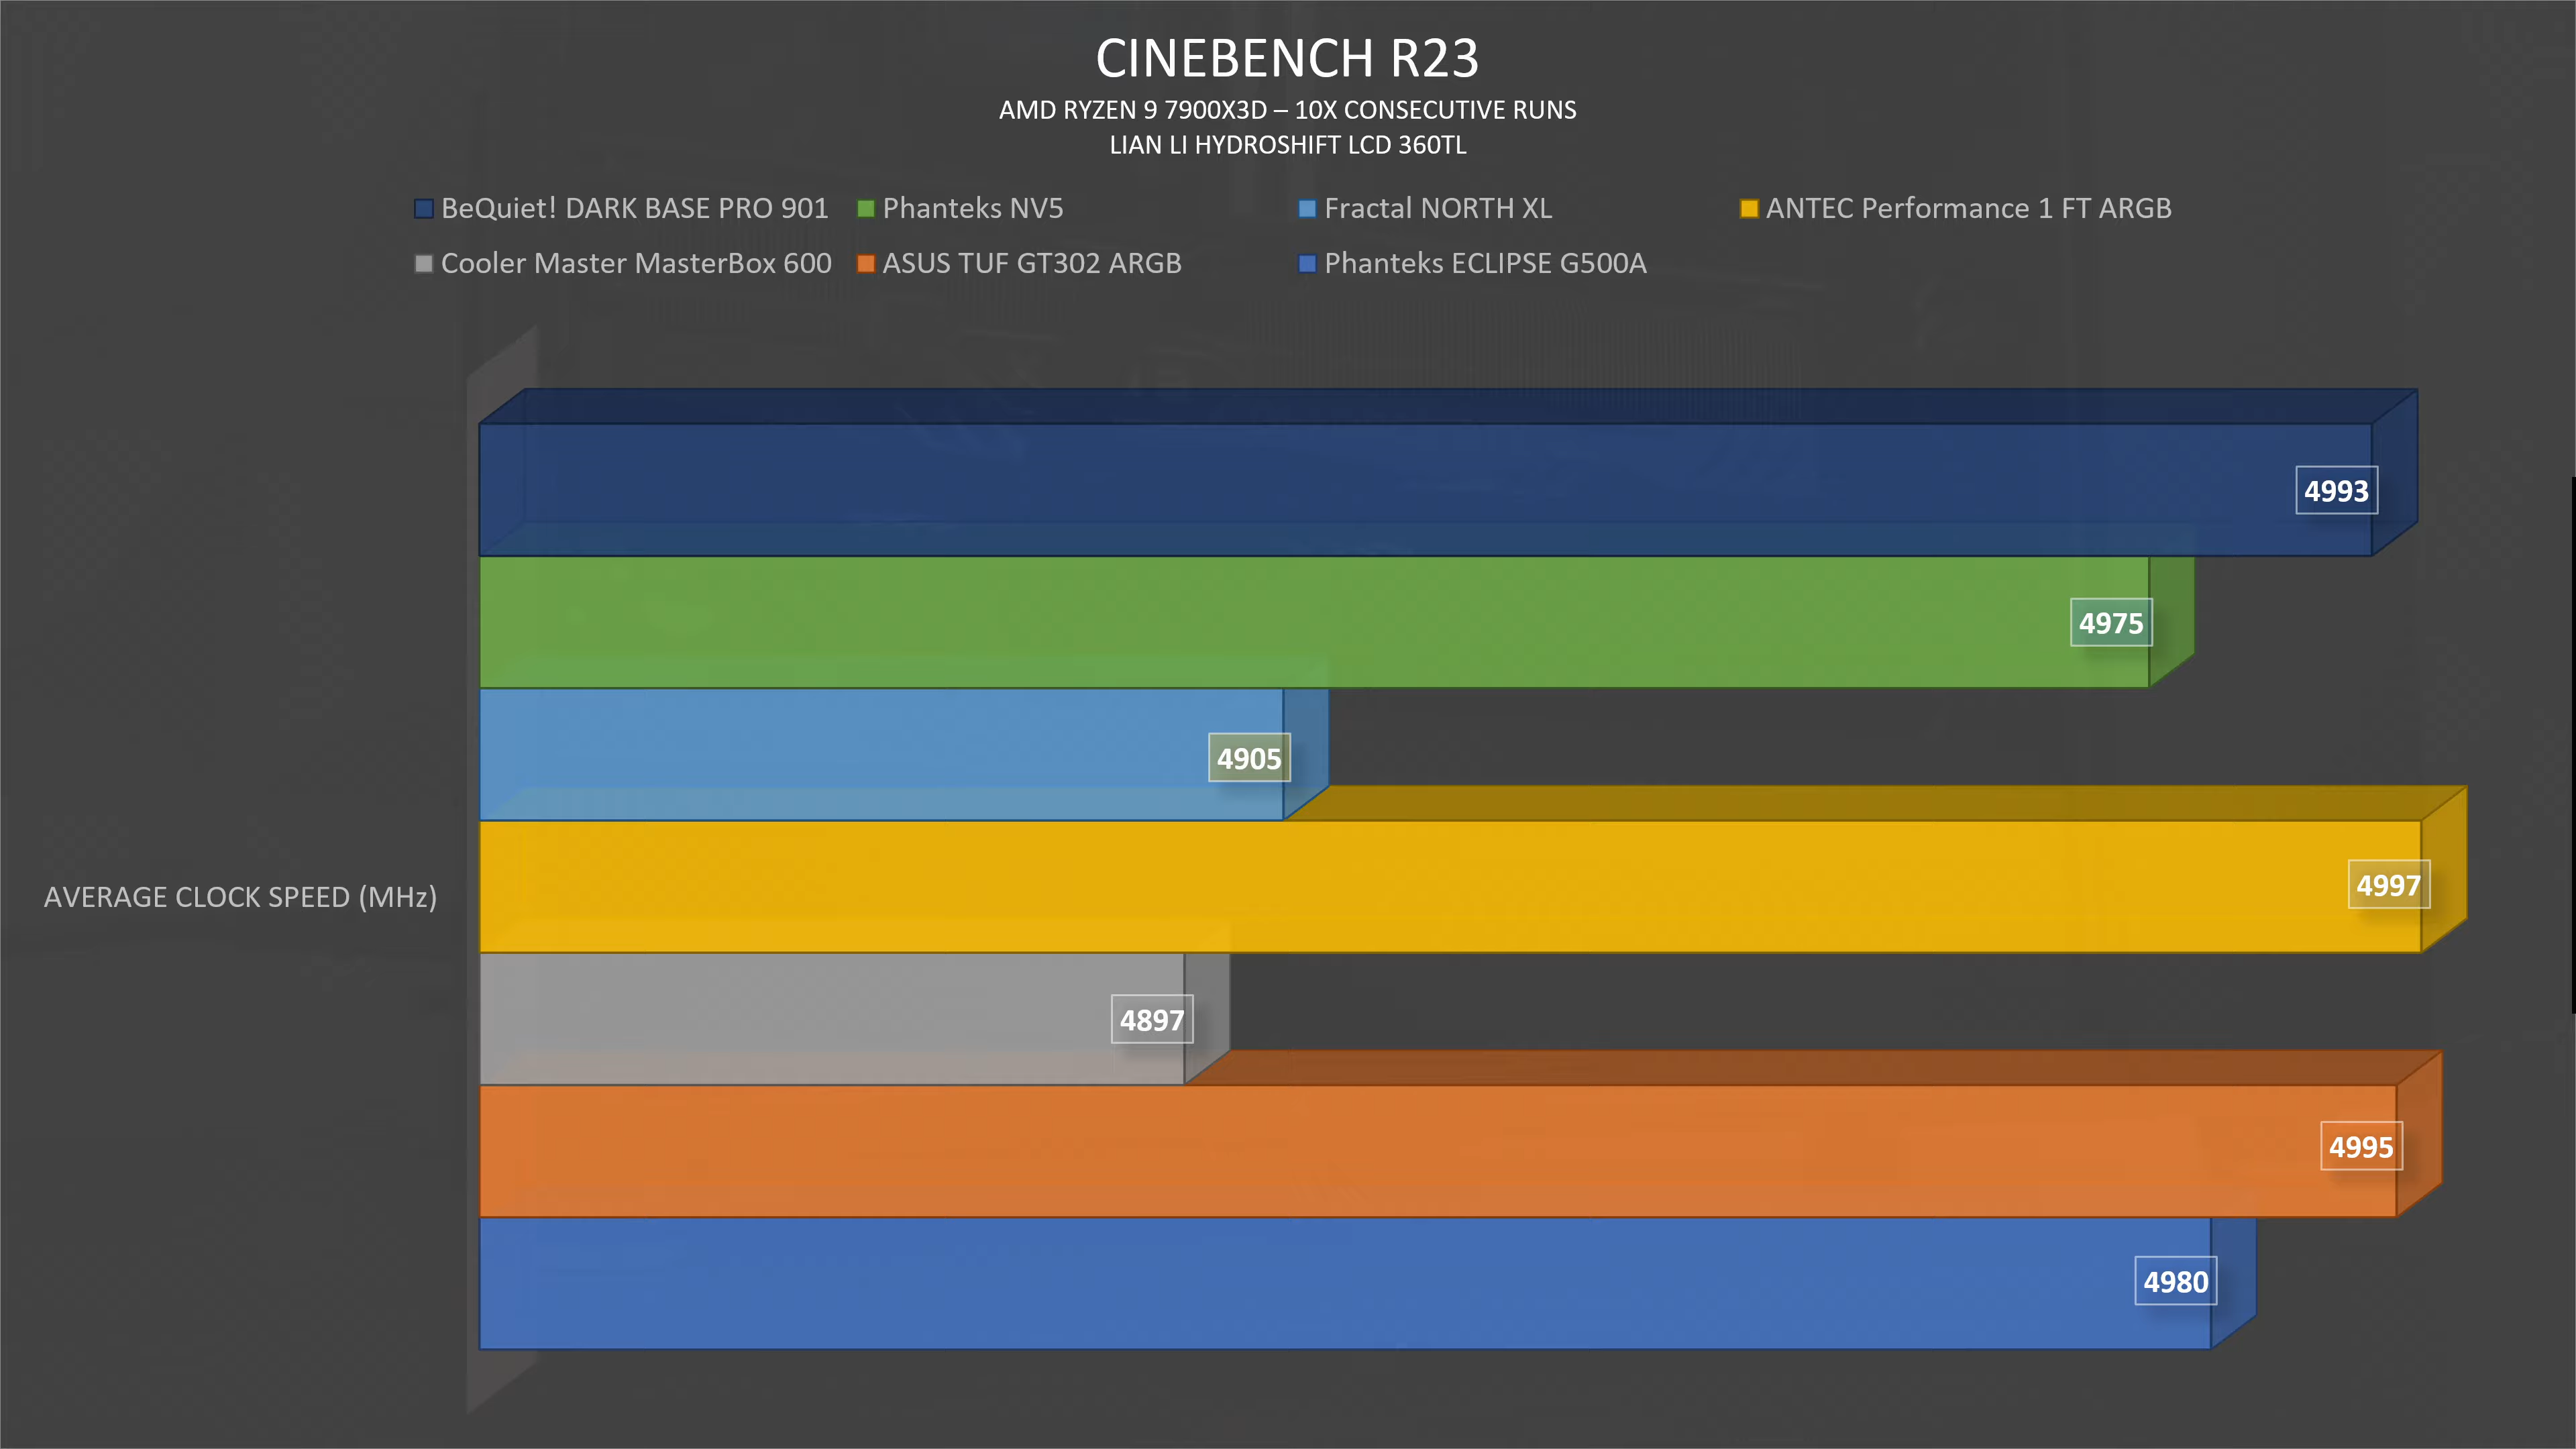 CINEBENCH R23
AMD RYZEN 9 7900X3D – 10X CONSECUTIVE RUNS
LIAN LI HYDROSHIFT LCD 360TL
BeQuiet! DARK BASE PRO 901 Phanteks NV5 Fractal NORTH XL ANTEC Performance 1 FT ARGB
Cooler Master MasterBox 600 ASUS TUF GT302 ARGB Phanteks ECLIPSE G500A
4993
4975
4905
4997
AVERAGE CLOCK SPEED (MHz)
4897
4995
4980